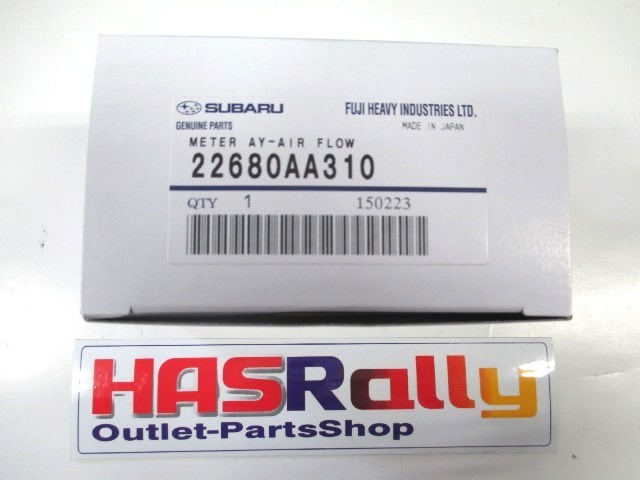 SUBARU FUJI HEAVY INDUSTRIES LTD.
GENUINE PARTS MADE IN JAPAN
METER AY-AIR FLOW
22680AA310
QTY 1 150223
HASRally
Outlet-PartsShop